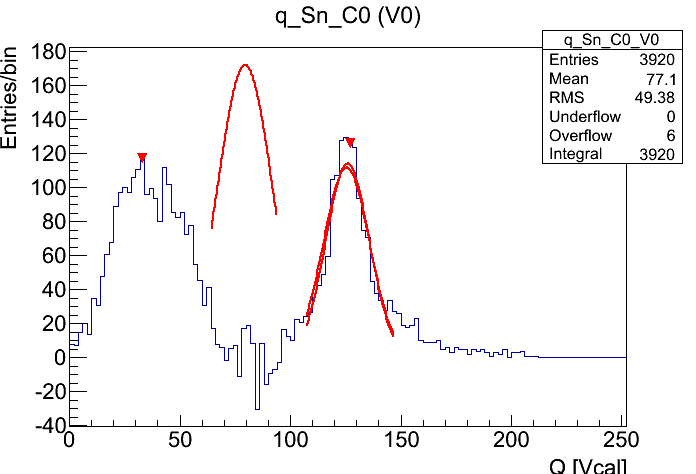 q_Sn_C0 (V0)
q_Sn_C0_V0
Entries 3920
Mean 77.1
RMS 49.38
Underflow 0
Overflow 6
Integral 3920
Entries/bin
180
160
140
120
100
80
60
40
20
0
-20
-40
0 50 100 150 200 250
Q [Vcal]